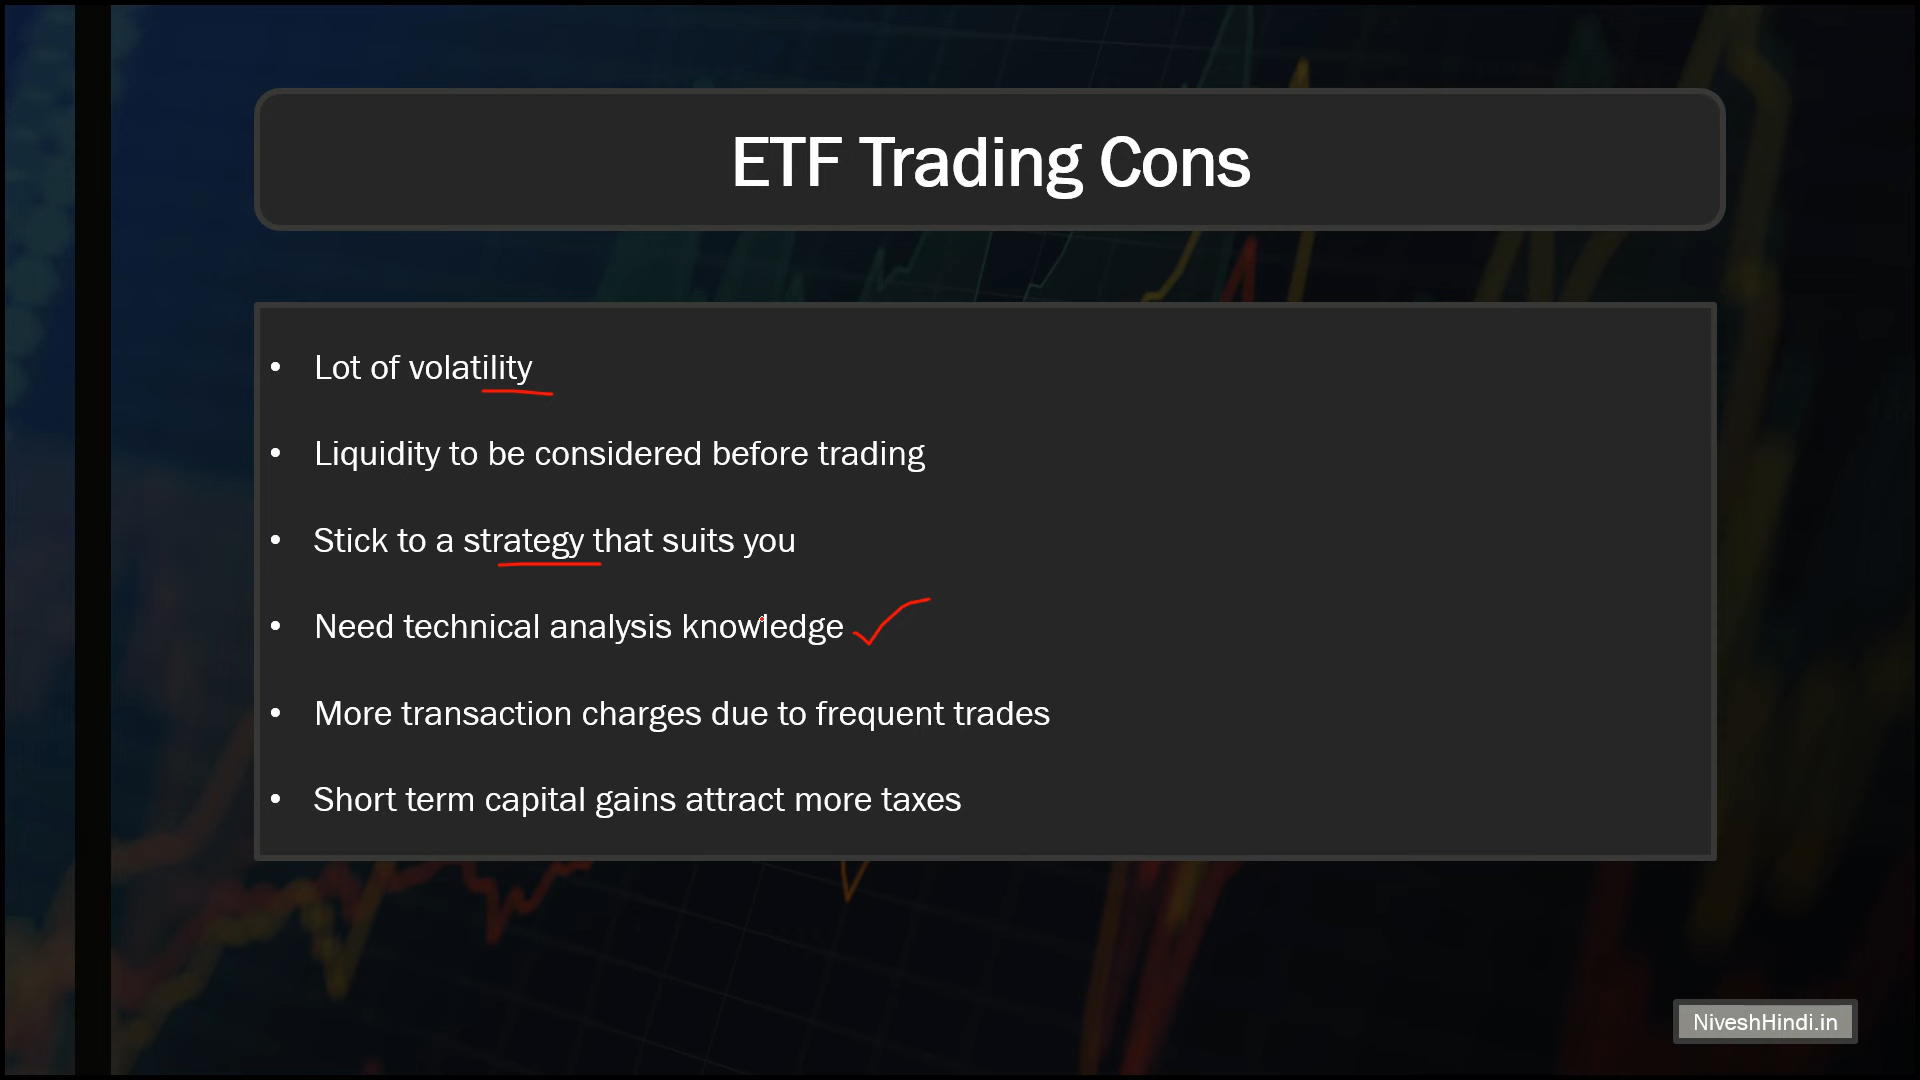 ETF Trading Cons
• Lot of volatility
• Liquidity to be considered before trading
• Stick to a strategy that suits you
• Need technical analysis knowledge
• More transaction charges due to frequent trades
• Short term capital gains attract more taxes
NiveshHindi.in